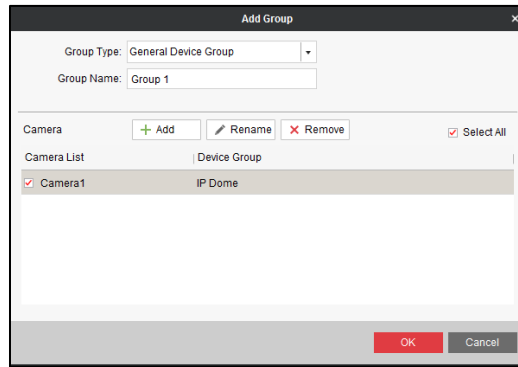 Add Group ×
Group Type: General Device Group
Group Name: Group 1
Camera + Add Rename × Remove Select All
Camera List Device Group
Camera1 IP Dome
OK Cancel